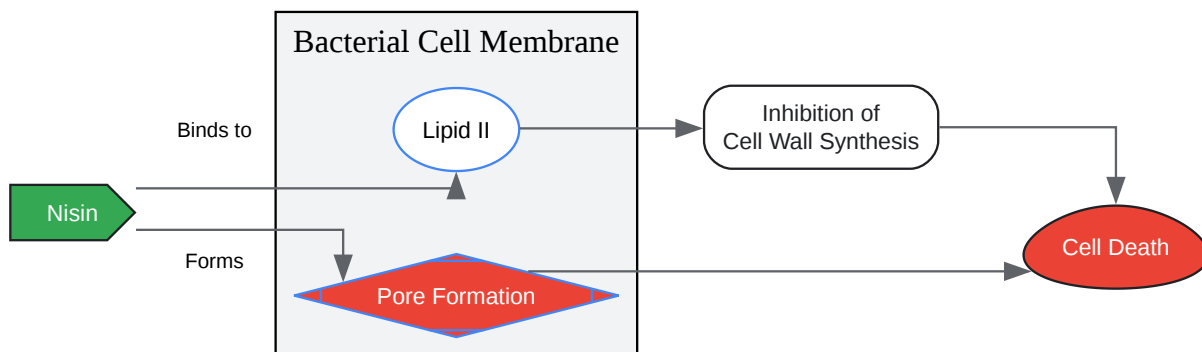 Bacterial Cell Membrane
Binds to
Lipid II
Inhibition of
Cell Wall Synthesis
Nisin
Forms
Pore Formation
Cell Death